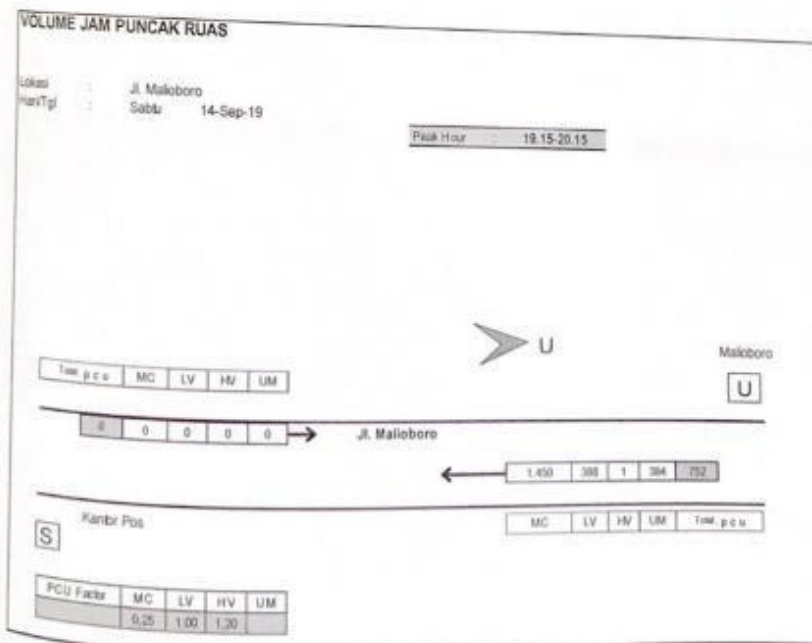 VOLUME JAM PUNCAK RUAS
Lokasi : Jl. Malioboro
Hari/Tgl : Sabtu 14-Sep-19
Peak Hour : 19.15-20.15
U
Malioboro
U
Total, p c u MC LV HV UM
0 0 0 0 0
Jl. Malioboro
1.450 388 1 384 752
MC LV HV UM Total, p c u
Kantor Pos
S
PCU Factor MC LV HV UM
0,25 1.00 1,20